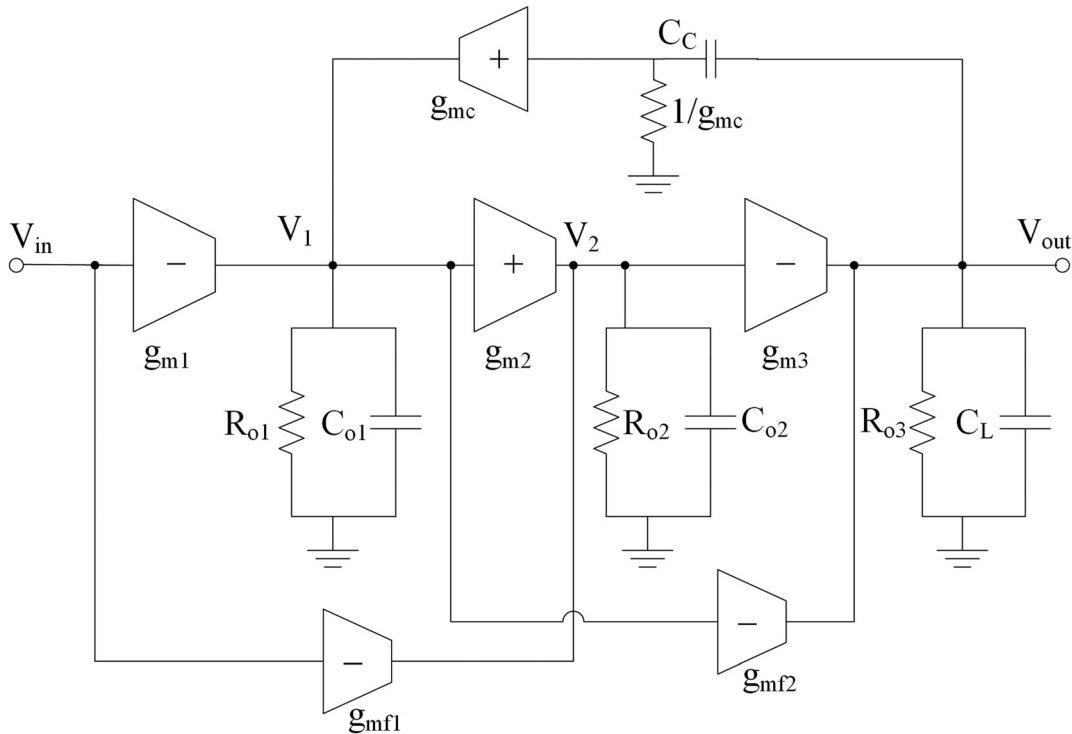 C_C
+
g_mc
1/g_mc
V_in
V_1
V_2
V_out
−
+
−
g_m1
g_m2
g_m3
R_o1
C_o1
R_o2
C_o2
R_o3
C_L
−
−
g_mf1
g_mf2